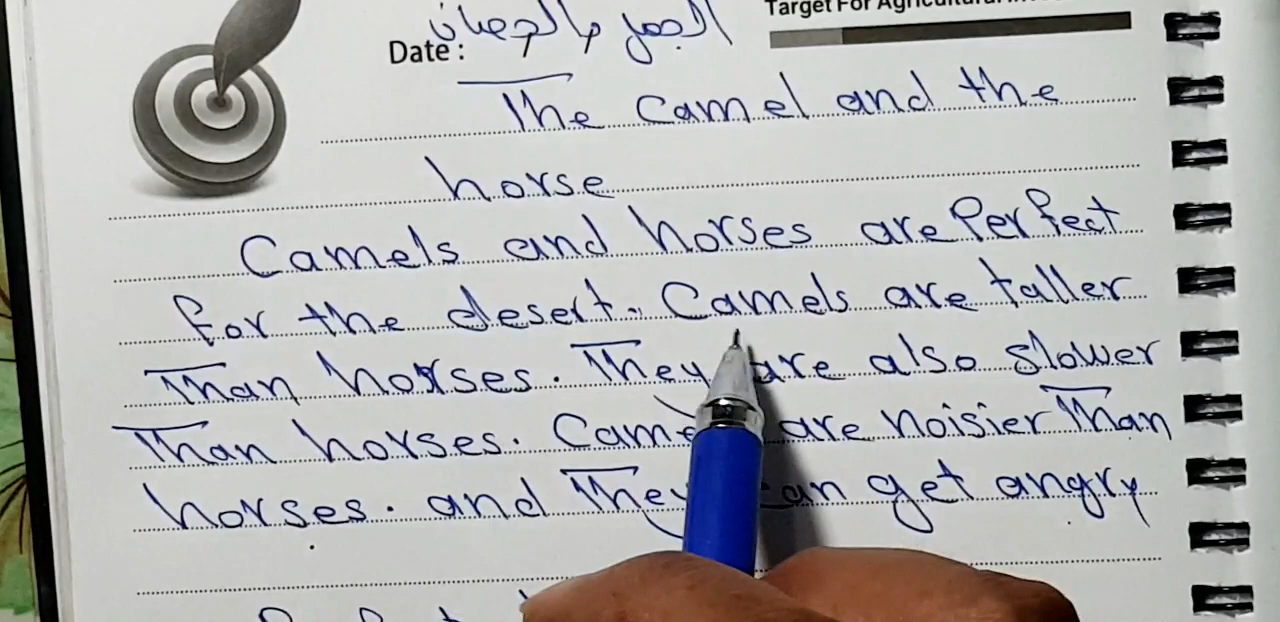 Target For Agricultural
Date : الجمل والحصان
The Camel and the
horse
Camels and horses are Perfect
for the desert. Camels are taller
Than horses. They are also slower
Than horses. are noisier Than
horses. and They can get angry